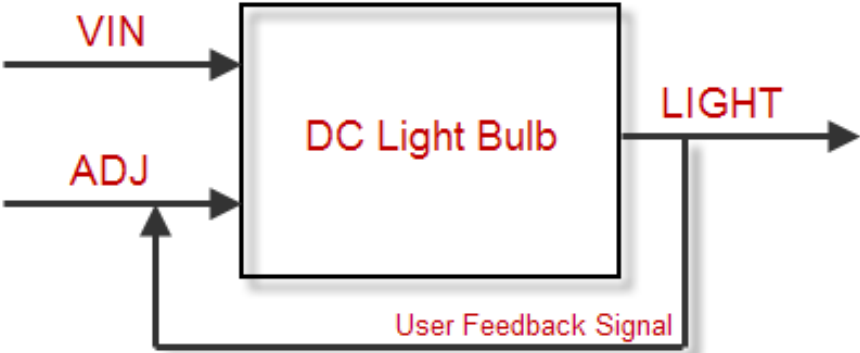 VIN
DC Light Bulb
LIGHT
ADJ
User Feedback Signal